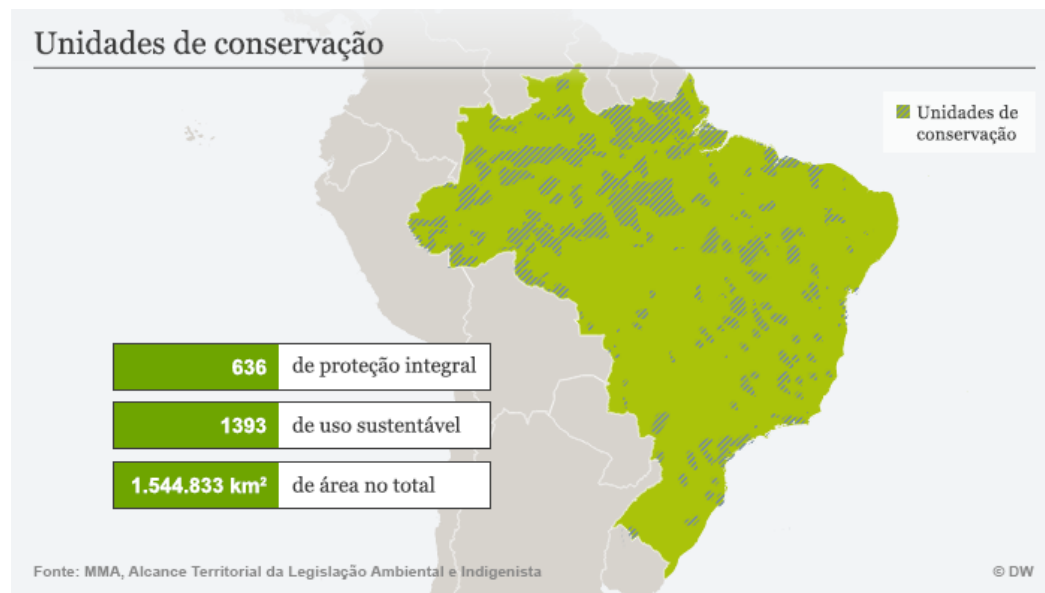 Unidades de conservação
Unidades de
conservação
636 de proteção integral
1393 de uso sustentável
1.544.833 km² de área no total
Fonte: MMA, Alcance Territorial da Legislação Ambiental e Indigenista
© DW